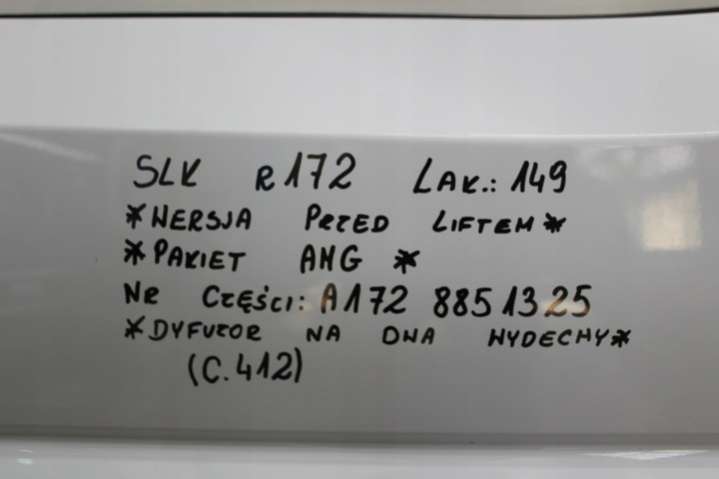 SLK R172 LAK.: 149
*WERSJA PRZED LIFTEM*
*PAKIET AMG *
NR CZĘŚCI: A172 885 13 25
*DYFUZOR NA DWA WYDECHY*
(C.412)